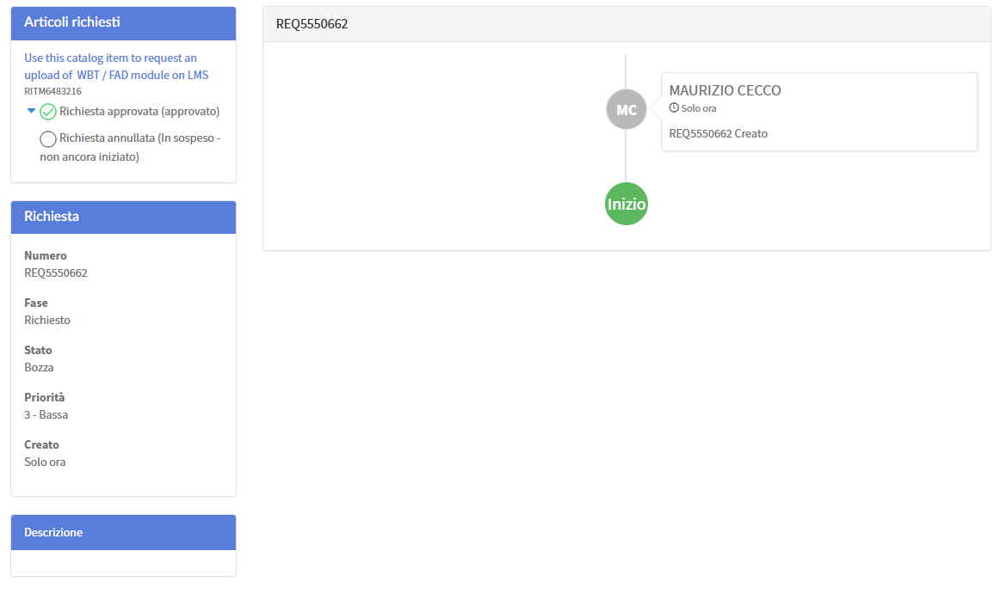 Articoli richiesti
Use this catalog item to request an
upload of WBT / FAD module on LMS
RITM6483216
Richiesta approvata (approvato)
Richiesta annullata (In sospeso -
non ancora iniziato)
Richiesta
Numero
REQ5550662
Fase
Richiesto
Stato
Bozza
Priorità
3 - Bassa
Creato
Solo ora
Descrizione
REQ5550662
MC
MAURIZIO CECCO
Solo ora
REQ5550662 Creato
Inizio